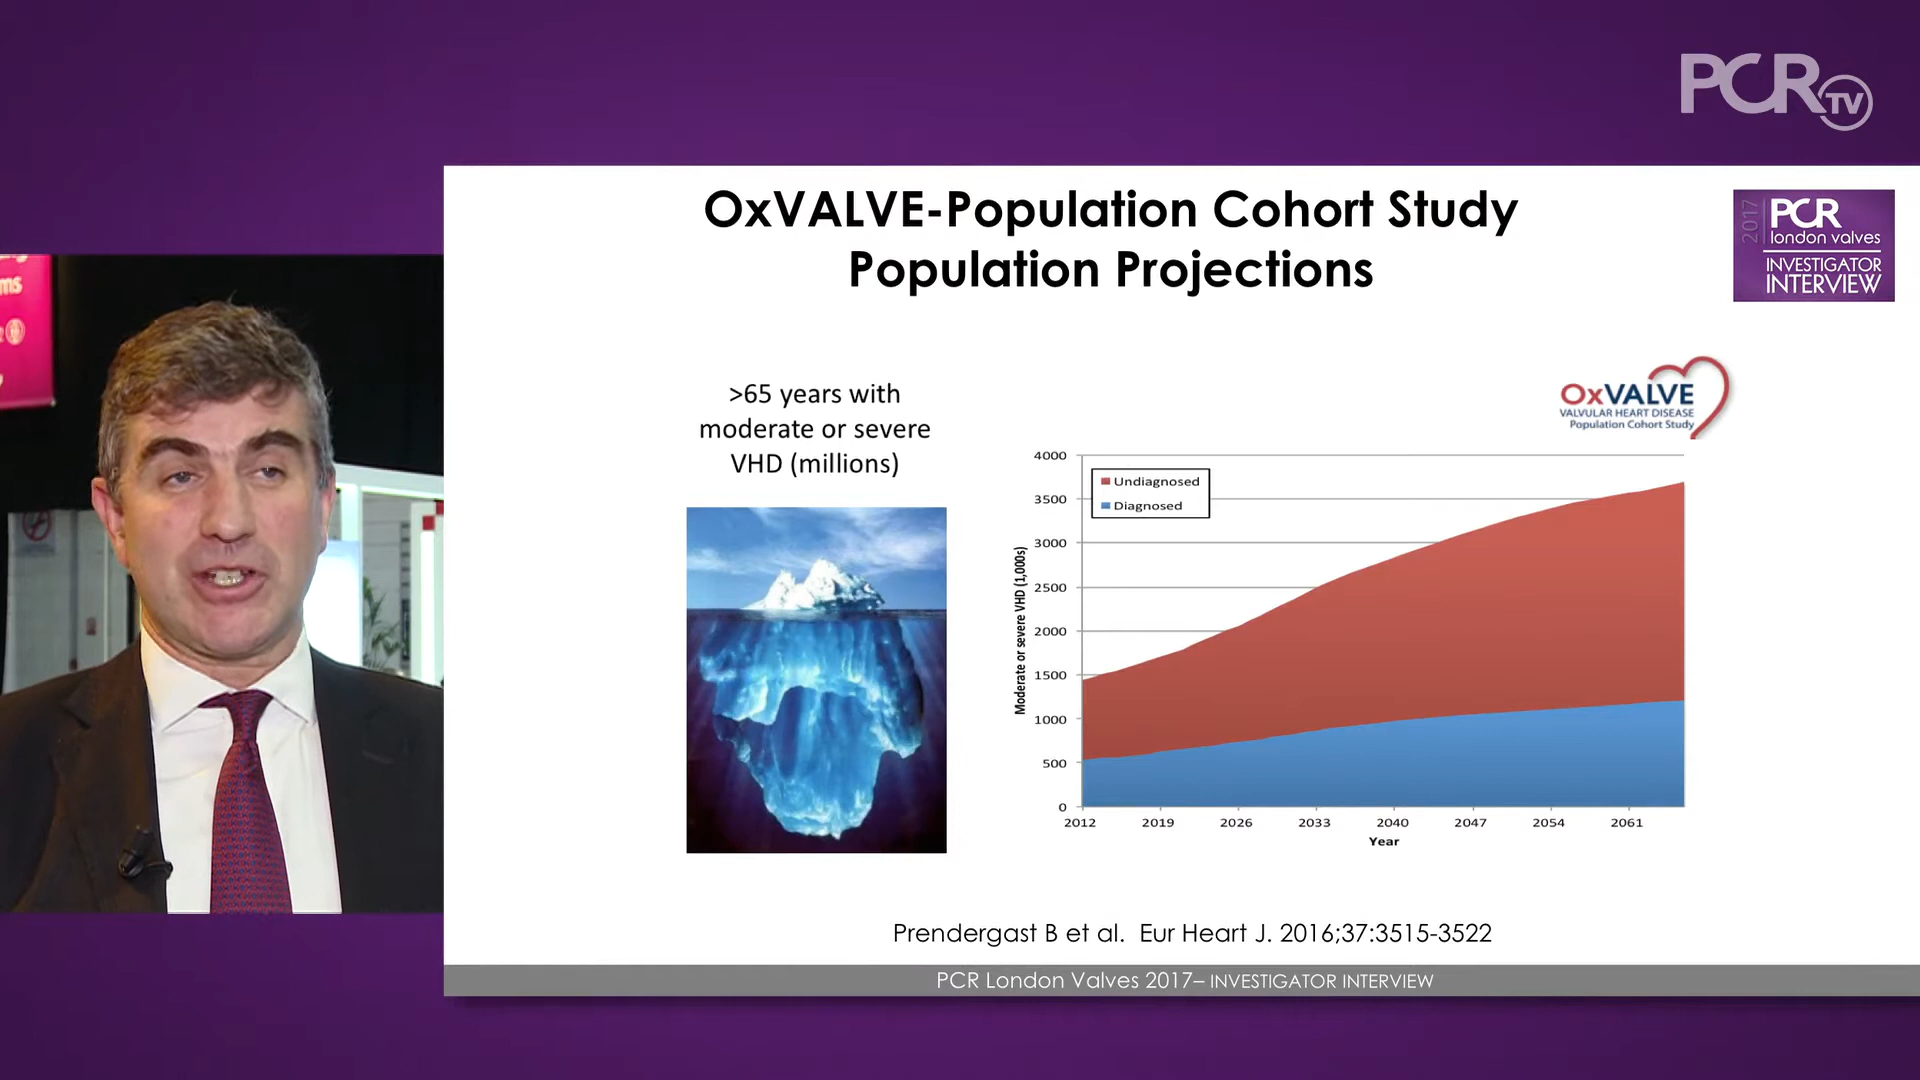 PCR TV
OxVALVE-Population Cohort Study
Population Projections
2017
PCR
london valves
INVESTIGATOR
INTERVIEW
ms
>65 years with
moderate or severe
VHD (millions)
OxVALVE
VALVULAR HEART DISEASE
Population Cohort Study
Moderate or severe VHD (1,000s)
4000
3500
3000
2500
2000
1500
1000
500
0
Undiagnosed
Diagnosed
2012 2019 2026 2033 2040 2047 2054 2061
Year
Prendergast B et al. Eur Heart J. 2016;37:3515-3522
PCR London Valves 2017– INVESTIGATOR INTERVIEW